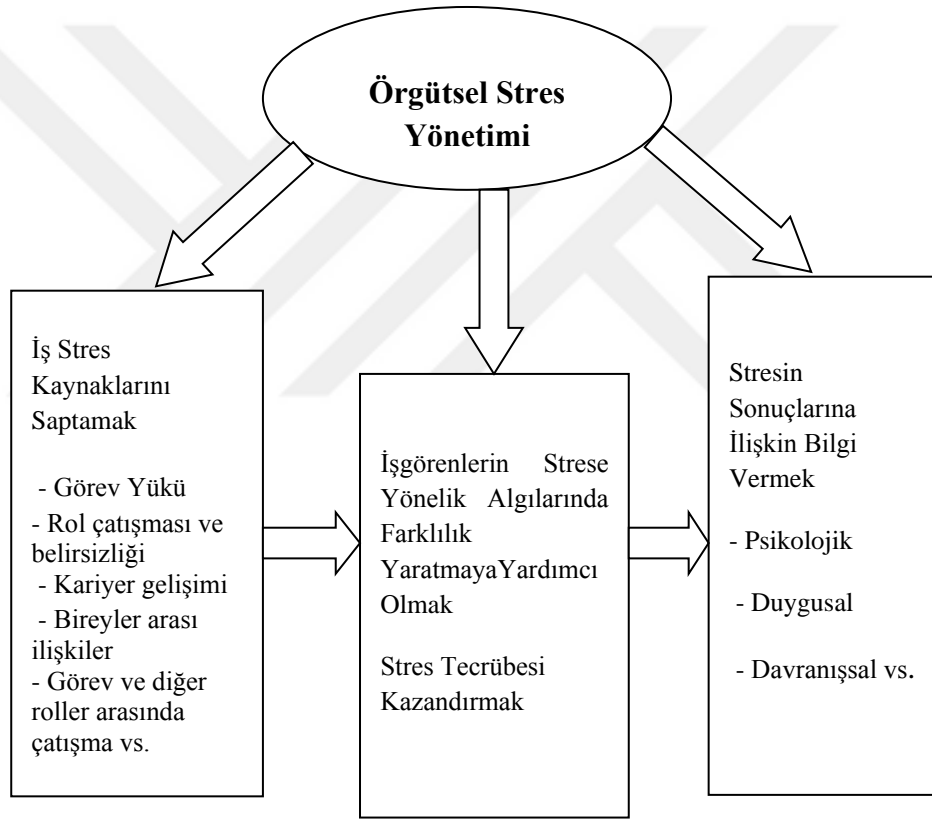 Örgütsel Stres
Yönetimi
İş Stres
Kaynaklarını
Saptamak
- Görev Yükü
- Rol çatışması ve
belirsizliği
- Kariyer gelişimi
- Bireyler arası
ilişkiler
- Görev ve diğer
roller arasında
çatışma vs.
İşgörenlerin Strese
Yönelik Algılarında
Farklılık
YaratmayaYardımcı
Olmak
Stres Tecrübesi
Kazandırmak
Stresin
Sonuçlarına
İlişkin Bilgi
Vermek
- Psikolojik
- Duygusal
- Davranışsal vs.